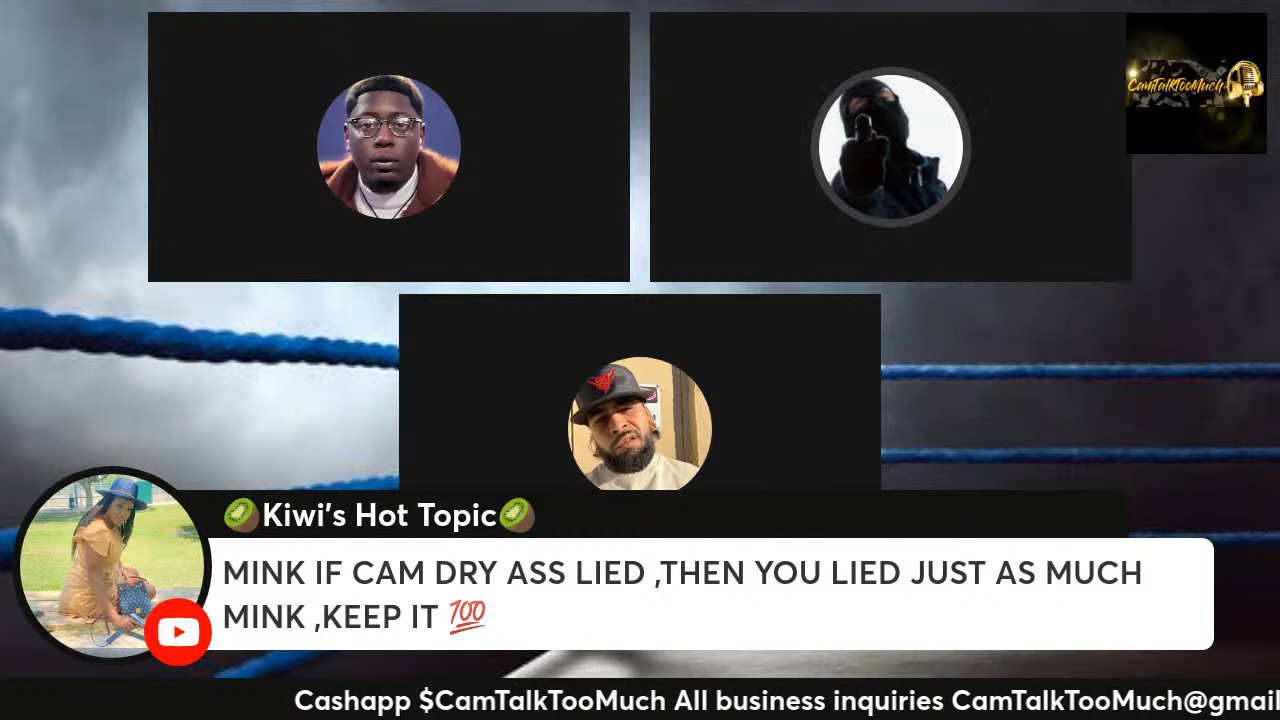 CamTalkTooMuch
🥝Kiwi's Hot Topic🥝
MINK IF CAM DRY ASS LIED ,THEN YOU LIED JUST AS MUCH
MINK ,KEEP IT 💯
Cashapp $CamTalkTooMuch All business inquiries CamTalkTooMuch@gmail